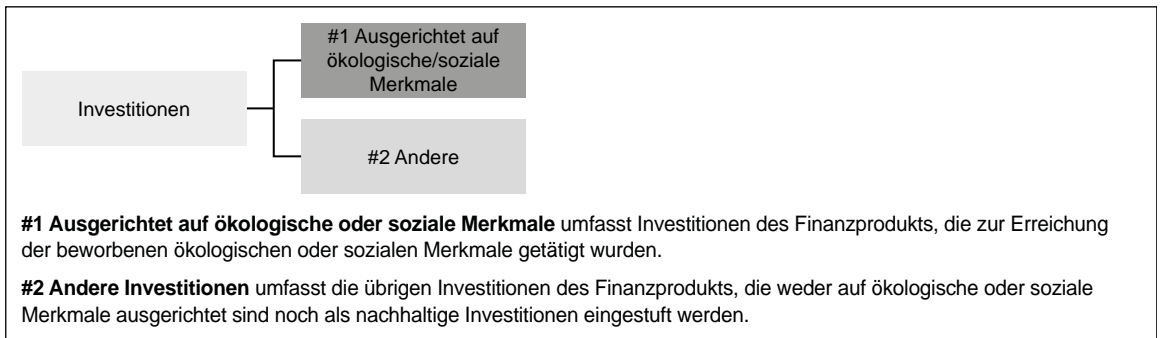 #1 Ausgerichtet auf
ökologische/soziale
Merkmale
Investitionen
#2 Andere
#1 Ausgerichtet auf ökologische oder soziale Merkmale umfasst Investitionen des Finanzprodukts, die zur Erreichung
der beworbenen ökologischen oder sozialen Merkmale getätigt wurden.
#2 Andere Investitionen umfasst die übrigen Investitionen des Finanzprodukts, die weder auf ökologische oder soziale
Merkmale ausgerichtet sind noch als nachhaltige Investitionen eingestuft werden.